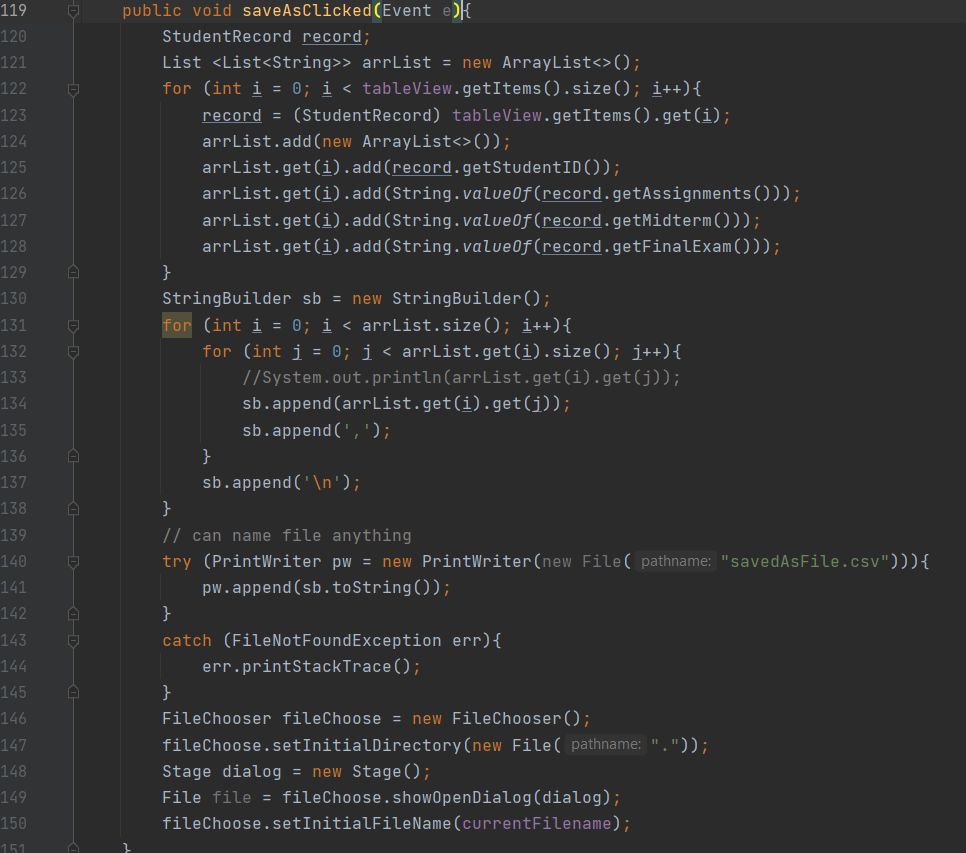 119 public void saveAsClicked(Event e){
120 StudentRecord record;
121 List <List<String>> arrList = new ArrayList<>();
122 for (int i = 0; i < tableView.getItems().size(); i++){
123 record = (StudentRecord) tableView.getItems().get(i);
124 arrList.add(new ArrayList<>());
125 arrList.get(i).add(record.getStudentID());
126 arrList.get(i).add(String.valueOf(record.getAssignments()));
127 arrList.get(i).add(String.valueOf(record.getMidterm()));
128 arrList.get(i).add(String.valueOf(record.getFinalExam()));
129 }
130 StringBuilder sb = new StringBuilder();
131 for (int i = 0; i < arrList.size(); i++){
132 for (int j = 0; j < arrList.get(i).size(); j++){
133 //System.out.println(arrList.get(i).get(j));
134 sb.append(arrList.get(i).get(j));
135 sb.append(',');
136 }
137 sb.append('\n');
138 }
139 // can name file anything
140 try (PrintWriter pw = new PrintWriter(new File( pathname: "savedAsFile.csv"))){
141 pw.append(sb.toString());
142 }
143 catch (FileNotFoundException err){
144 err.printStackTrace();
145 }
146 FileChooser fileChoose = new FileChooser();
147 fileChoose.setInitialDirectory(new File( pathname: "."));
148 Stage dialog = new Stage();
149 File file = fileChoose.showOpenDialog(dialog);
150 fileChoose.setInitialFileName(currentFilename);
151 }